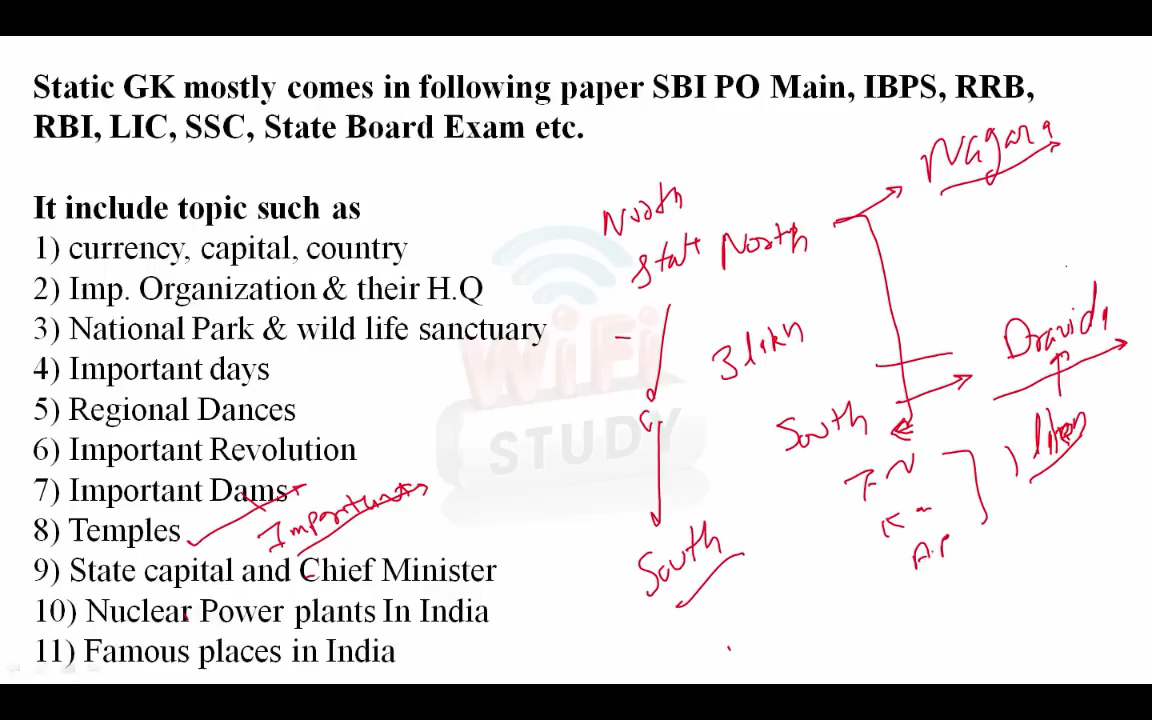 Static GK mostly comes in following paper SBI PO Main, IBPS, RRB,
RBI, LIC, SSC, State Board Exam etc.
It include topic such as
1) currency, capital, country
2) Imp. Organization & their H.Q
3) National Park & wild life sanctuary
4) Important days
5) Regional Dances
6) Important Revolution
7) Important Dams
8) Temples
9) State capital and Chief Minister
10) Nuclear Power plants In India
11) Famous places in India
WiFi
STUDY
North
North
Nagara
South
South
A.P